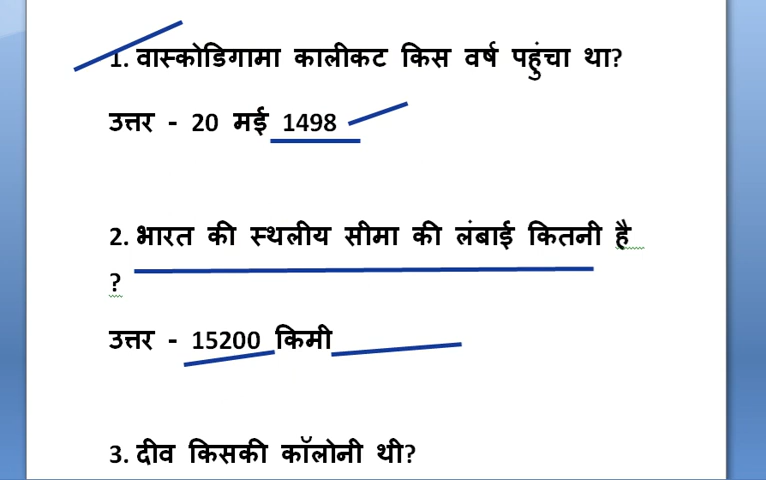 1. वास्कोडिगामा कालीकट किस वर्ष पहुंचा था?
उत्तर - 20 मई 1498
2. भारत की स्थलीय सीमा की लंबाई कितनी है
?
उत्तर - 15200 किमी
3. दीव किसकी कॉलोनी थी?